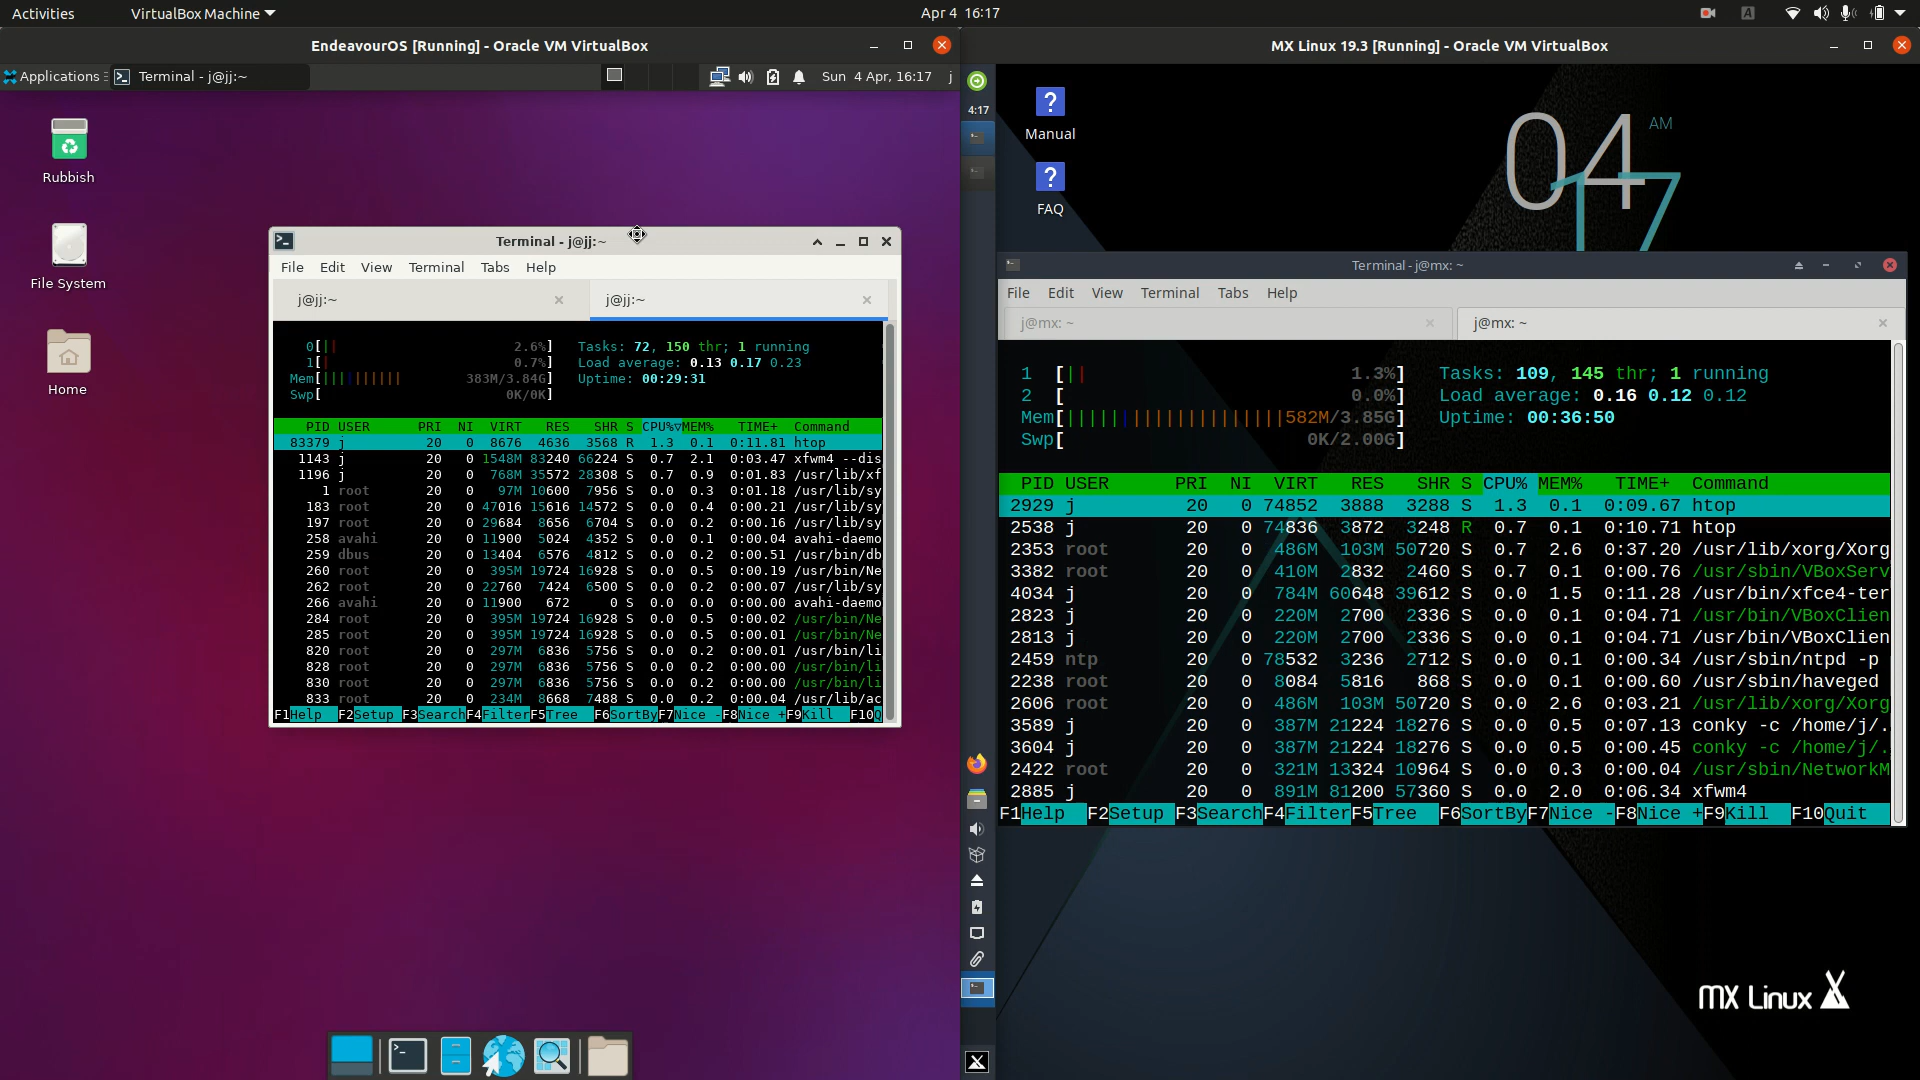 Activities
VirtualBox Machine
Apr 4 16:17
A
EndeavourOS [Running] - Oracle VM VirtualBox
Applications
Terminal - j@jj:~
Sun 4 Apr, 16:17
j
Rubbish
File System
Home
Terminal - j@jj:~
File Edit View Terminal Tabs Help
j@jj:~
j@jj:~
0[|| 2.6%] Tasks: 72, 150 thr; 1 running
1[| 0.7%] Load average: 0.13 0.17 0.23
Mem[|||||||||| 383M/3.84G] Uptime: 00:29:31
Swp[ 0K/0K]
PID USER PRI NI VIRT RES SHR S CPU%▽MEM% TIME+ Command
83379 j 20 0 8676 4636 3568 R 1.3 0.1 0:11.81 htop
1143 j 20 0 1548M 83240 66224 S 0.7 2.1 0:03.47 xfwm4 --dis
1196 j 20 0 768M 35572 28308 S 0.7 0.9 0:01.83 /usr/lib/xf
1 root 20 0 97M 10600 7956 S 0.0 0.3 0:01.18 /usr/lib/sy
183 root 20 0 47016 15616 14572 S 0.0 0.4 0:00.21 /usr/lib/sy
197 root 20 0 29684 8656 6704 S 0.0 0.2 0:00.16 /usr/lib/sy
258 avahi 20 0 11900 5024 4352 S 0.0 0.1 0:00.04 avahi-daemo
259 dbus 20 0 13404 6576 4812 S 0.0 0.2 0:00.51 /usr/bin/db
260 root 20 0 395M 19724 16928 S 0.0 0.5 0:00.19 /usr/bin/Ne
262 root 20 0 22760 7424 6500 S 0.0 0.2 0:00.07 /usr/lib/sy
266 avahi 20 0 11900 672 0 S 0.0 0.0 0:00.00 avahi-daemo
284 root 20 0 395M 19724 16928 S 0.0 0.5 0:00.02 /usr/bin/Ne
285 root 20 0 395M 19724 16928 S 0.0 0.5 0:00.01 /usr/bin/Ne
820 root 20 0 297M 6836 5756 S 0.0 0.2 0:00.01 /usr/bin/li
828 root 20 0 297M 6836 5756 S 0.0 0.2 0:00.00 /usr/bin/li
830 root 20 0 297M 6836 5756 S 0.0 0.2 0:00.00 /usr/bin/li
833 root 20 0 234M 8668 7488 S 0.0 0.2 0:00.04 /usr/lib/ac
F1Help F2Setup F3SearchF4FilterF5Tree F6SortByF7Nice -F8Nice +F9Kill F10Q
MX Linux 19.3 [Running] - Oracle VM VirtualBox
4:17
Manual
FAQ
04 AM
17
Terminal - j@mx: ~
File Edit View Terminal Tabs Help
j@mx: ~
j@mx: ~
1 [|| 1.3%] Tasks: 109, 145 thr; 1 running
2 [ 0.0%] Load average: 0.16 0.12 0.12
Mem[||||||||||||||||||||582M/3.85G] Uptime: 00:36:50
Swp[ 0K/2.00G]
PID USER PRI NI VIRT RES SHR S CPU% MEM% TIME+ Command
2929 j 20 0 74852 3888 3288 S 1.3 0.1 0:09.67 htop
2538 j 20 0 74836 3872 3248 R 0.7 0.1 0:10.71 htop
2353 root 20 0 486M 103M 50720 S 0.7 2.6 0:37.20 /usr/lib/xorg/Xorg
3382 root 20 0 410M 2832 2460 S 0.7 0.1 0:00.76 /usr/sbin/VBoxServ
4034 j 20 0 784M 60648 39612 S 0.0 1.5 0:11.28 /usr/bin/xfce4-ter
2823 j 20 0 220M 2700 2336 S 0.0 0.1 0:04.71 /usr/bin/VBoxClien
2813 j 20 0 220M 2700 2336 S 0.0 0.1 0:04.71 /usr/bin/VBoxClien
2459 ntp 20 0 78532 3236 2712 S 0.0 0.1 0:00.34 /usr/sbin/ntpd -p
2238 root 20 0 8084 5816 868 S 0.0 0.1 0:00.60 /usr/sbin/haveged
2606 root 20 0 486M 103M 50720 S 0.0 2.6 0:03.21 /usr/lib/xorg/Xorg
3589 j 20 0 387M 21224 18276 S 0.0 0.5 0:07.13 conky -c /home/j/.
3604 j 20 0 387M 21224 18276 S 0.0 0.5 0:00.45 conky -c /home/j/.
2422 root 20 0 321M 13324 10964 S 0.0 0.3 0:00.04 /usr/sbin/NetworkM
2885 j 20 0 891M 81200 57360 S 0.0 2.0 0:06.34 xfwm4
F1Help F2Setup F3SearchF4FilterF5Tree F6SortByF7Nice -F8Nice +F9Kill F10Quit
MX Linux